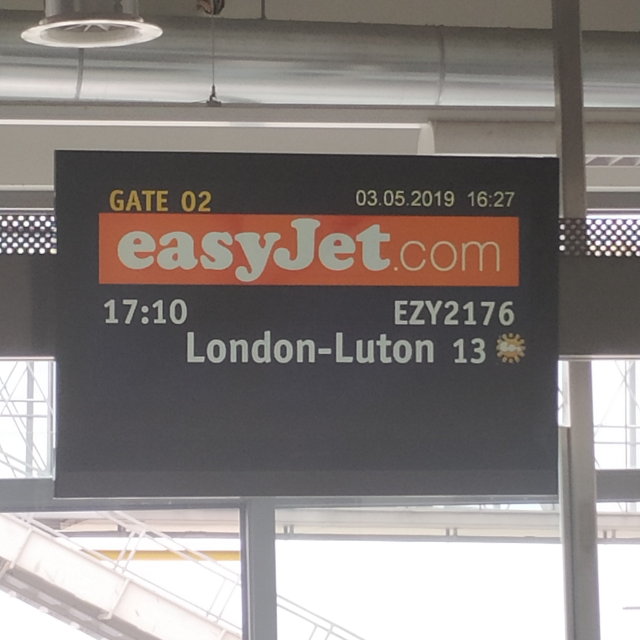 GATE 02 03.05.2019 16:27
easyJet.com
17:10 EZY2176
London-Luton 13